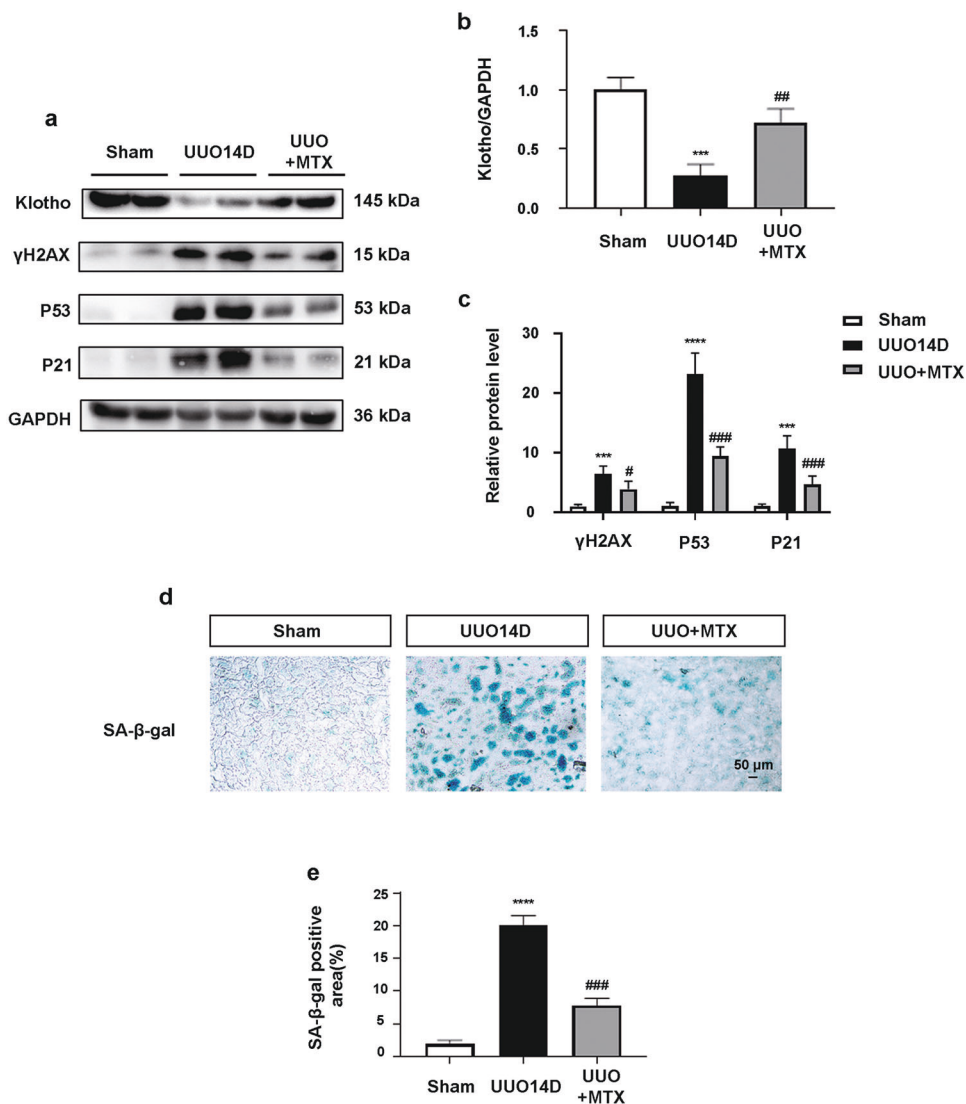 a
Sham
UUO14D
UUO
+MTX
Klotho
145 kDa
γH2AX
15 kDa
P53
53 kDa
P21
21 kDa
GAPDH
36 kDa
b
Klotho/GAPDH
1.5
1.0
0.5
0.0
***
##
Sham
UUO14D
UUO
+MTX
c
Relative protein level
30
20
10
0
***
#
****
###
***
###
γH2AX
P53
P21
Sham
UUO14D
UUO+MTX
d
Sham
UUO14D
UUO+MTX
SA-β-gal
50 μm
e
SA-β-gal positive
area(%)
25
20
15
10
5
0
****
###
Sham
UUO14D
UUO
+MTX